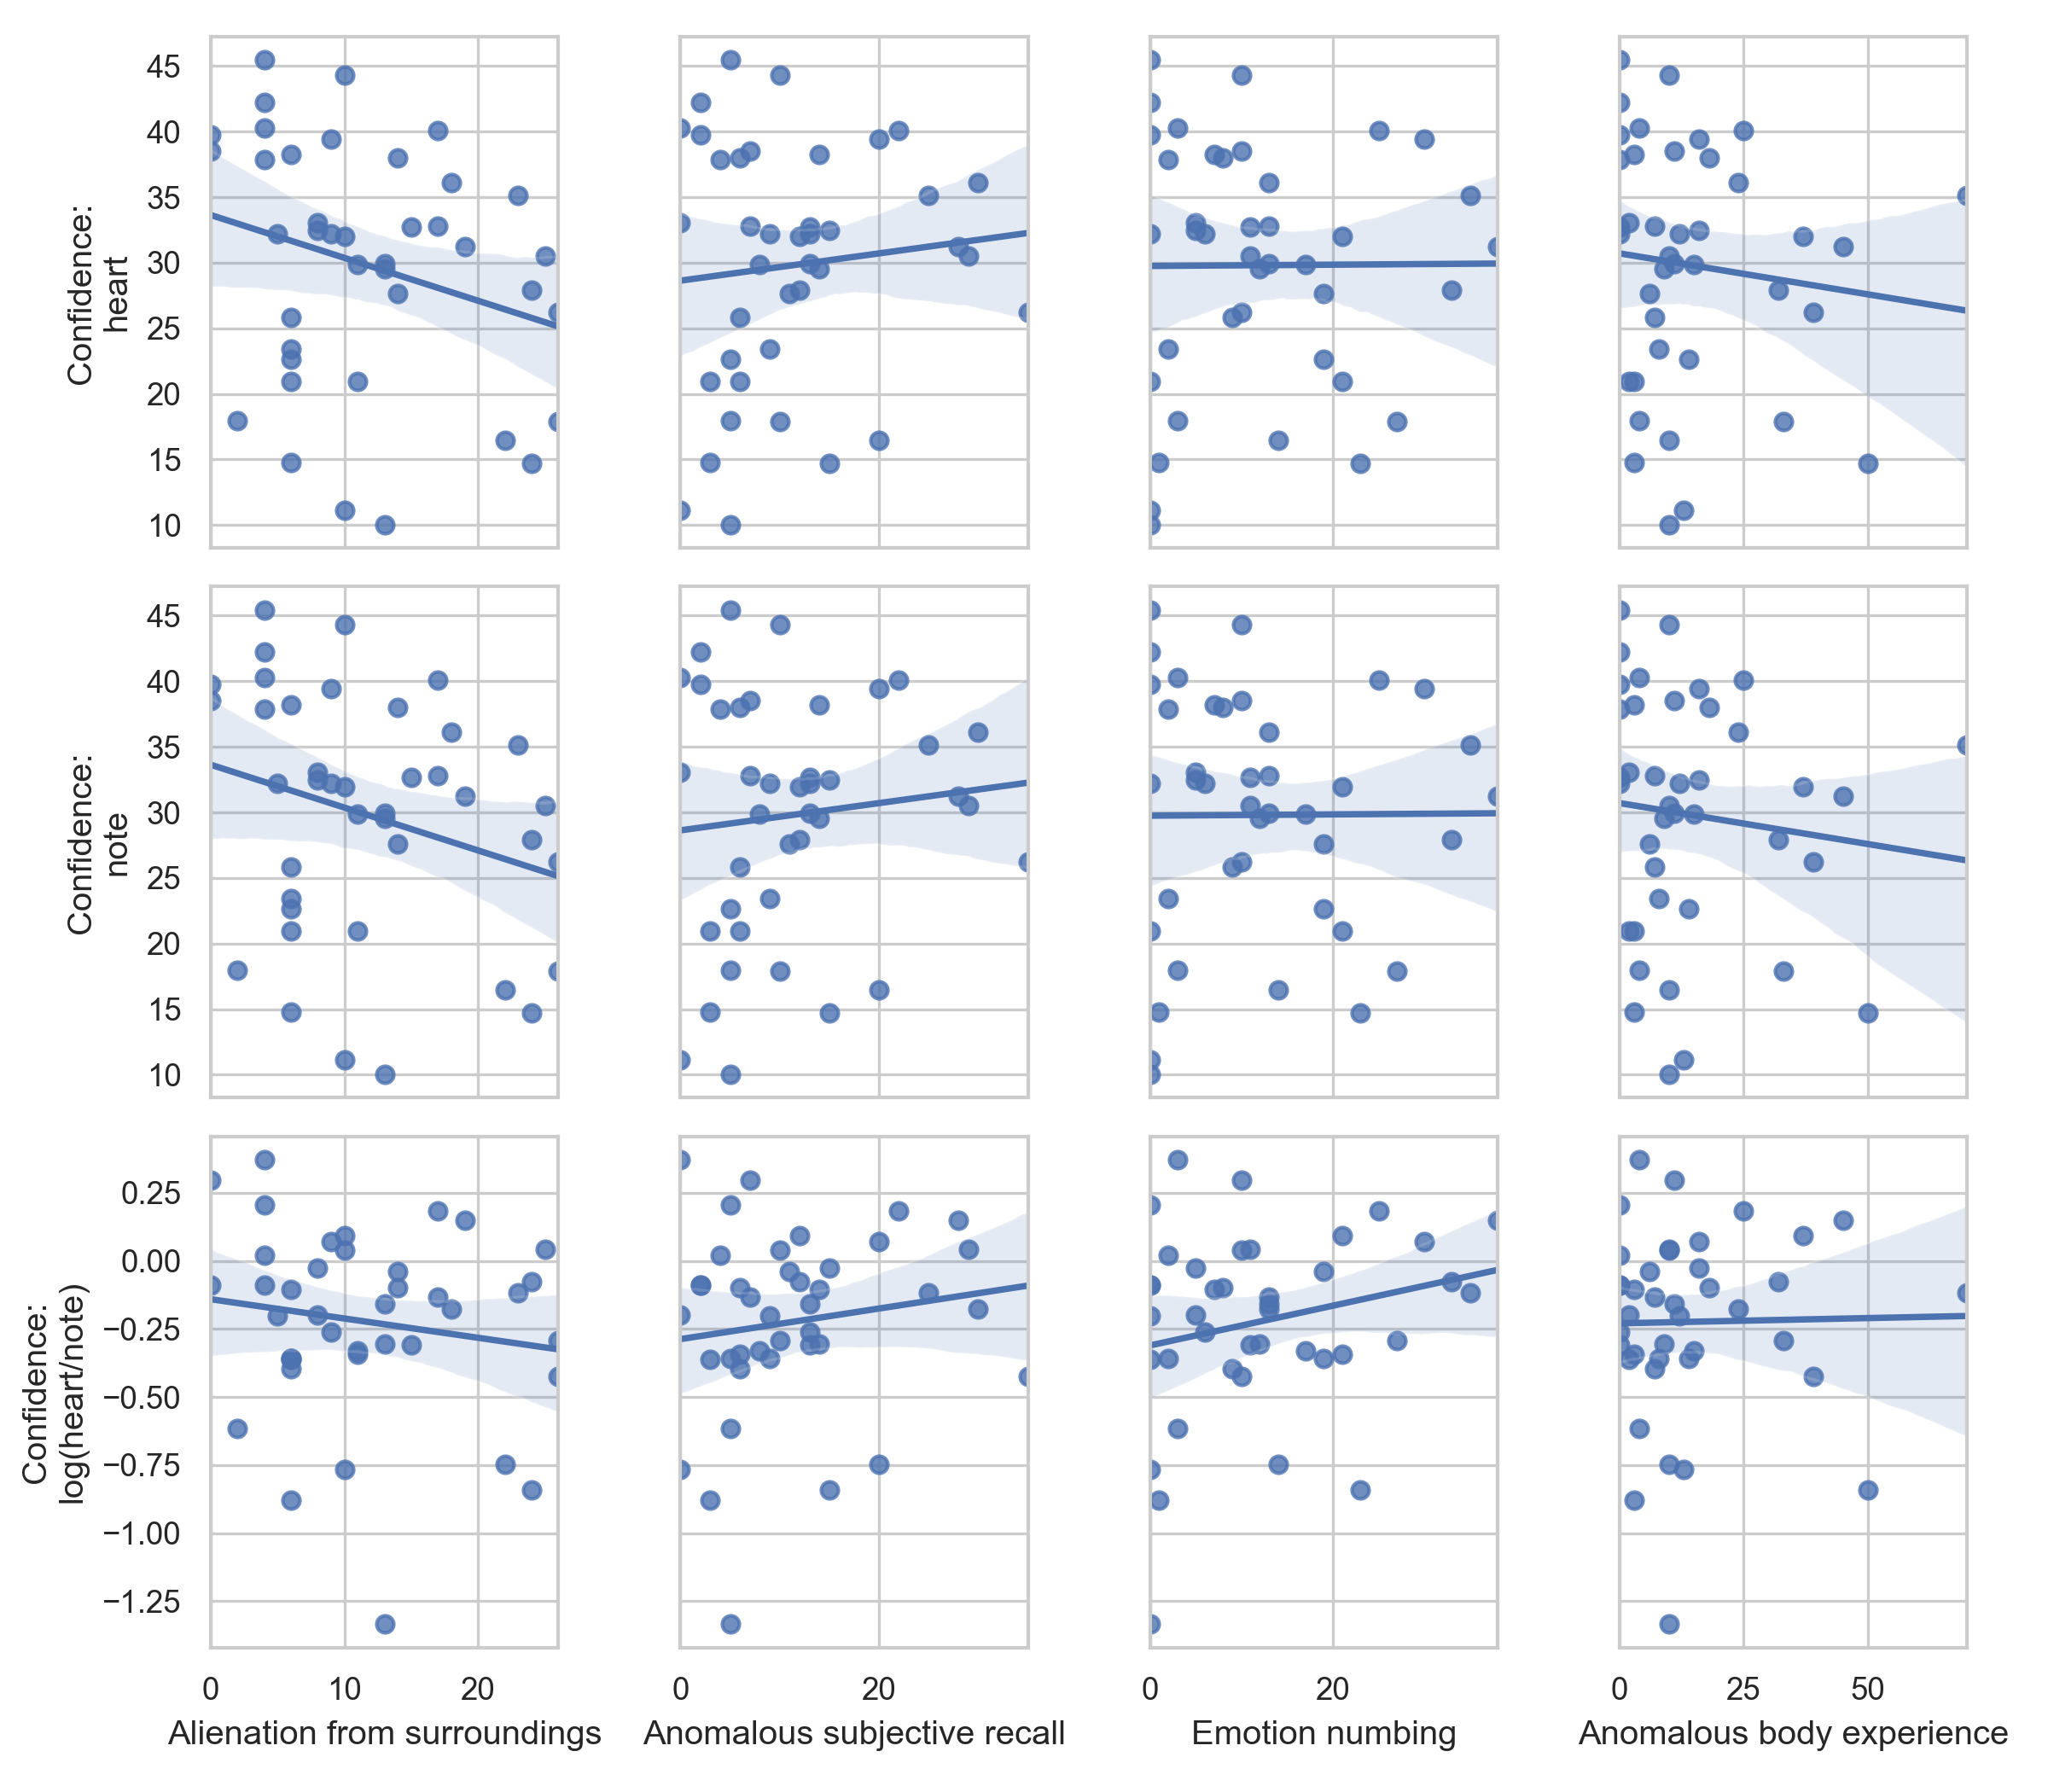 45
40
35
30
25
20
15
10
Confidence:
heart
45
40
35
30
25
20
15
10
Confidence:
note
0.25
0.00
−0.25
−0.50
−0.75
−1.00
−1.25
Confidence:
log(heart/note)
0 10 20
Alienation from surroundings
0 20
Anomalous subjective recall
0 20
Emotion numbing
0 25 50
Anomalous body experience